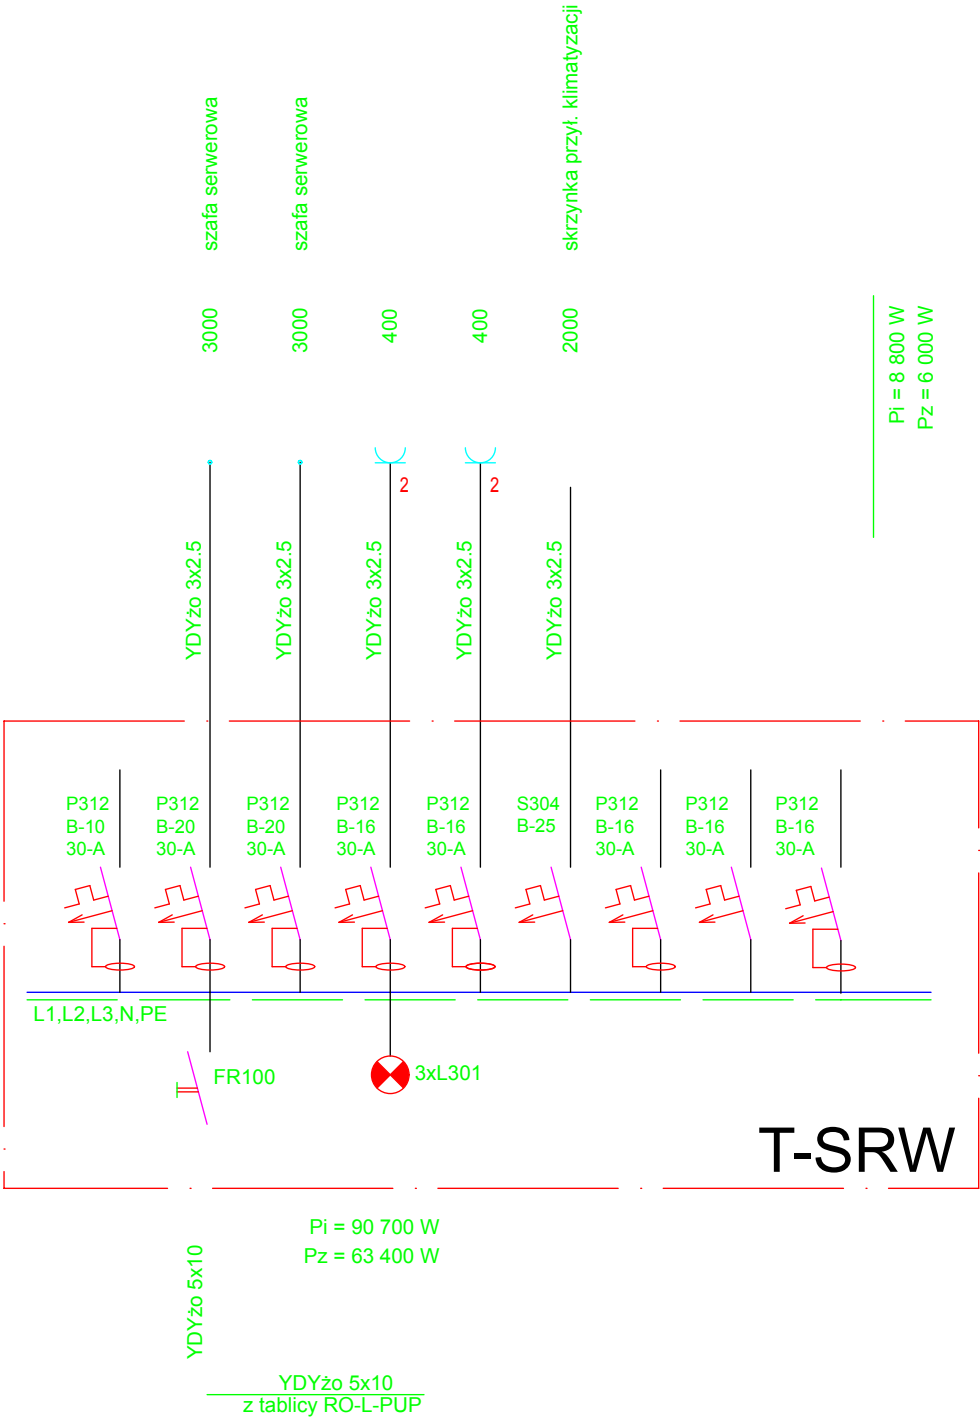 szafa serwerowa
szafa serwerowa
skrzynka przył. klimatyzacji
3000
3000
400
400
2000
Pi = 8 800 W
Pz = 6 000 W
2
2
YDYżo 3x2.5
YDYżo 3x2.5
YDYżo 3x2.5
YDYżo 3x2.5
YDYżo 3x2.5
P312
B-10
30-A
P312
B-20
30-A
P312
B-20
30-A
P312
B-16
30-A
P312
B-16
30-A
S304
B-25
P312
B-16
30-A
P312
B-16
30-A
P312
B-16
30-A
L1,L2,L3,N,PE
FR100
3xL301
T-SRW
Pi = 90 700 W
Pz = 63 400 W
YDYżo 5x10
YDYżo 5x10
z tablicy RO-L-PUP